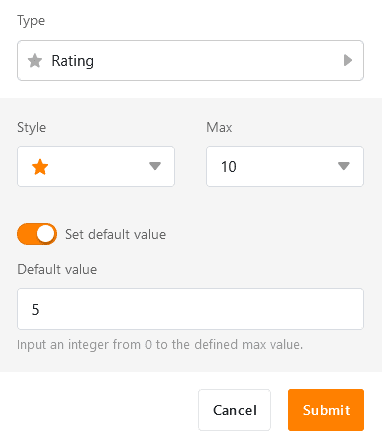 Type
Rating
Style
Max
10
Set default value
Default value
5
Input an integer from 0 to the defined max value.
Cancel
Submit